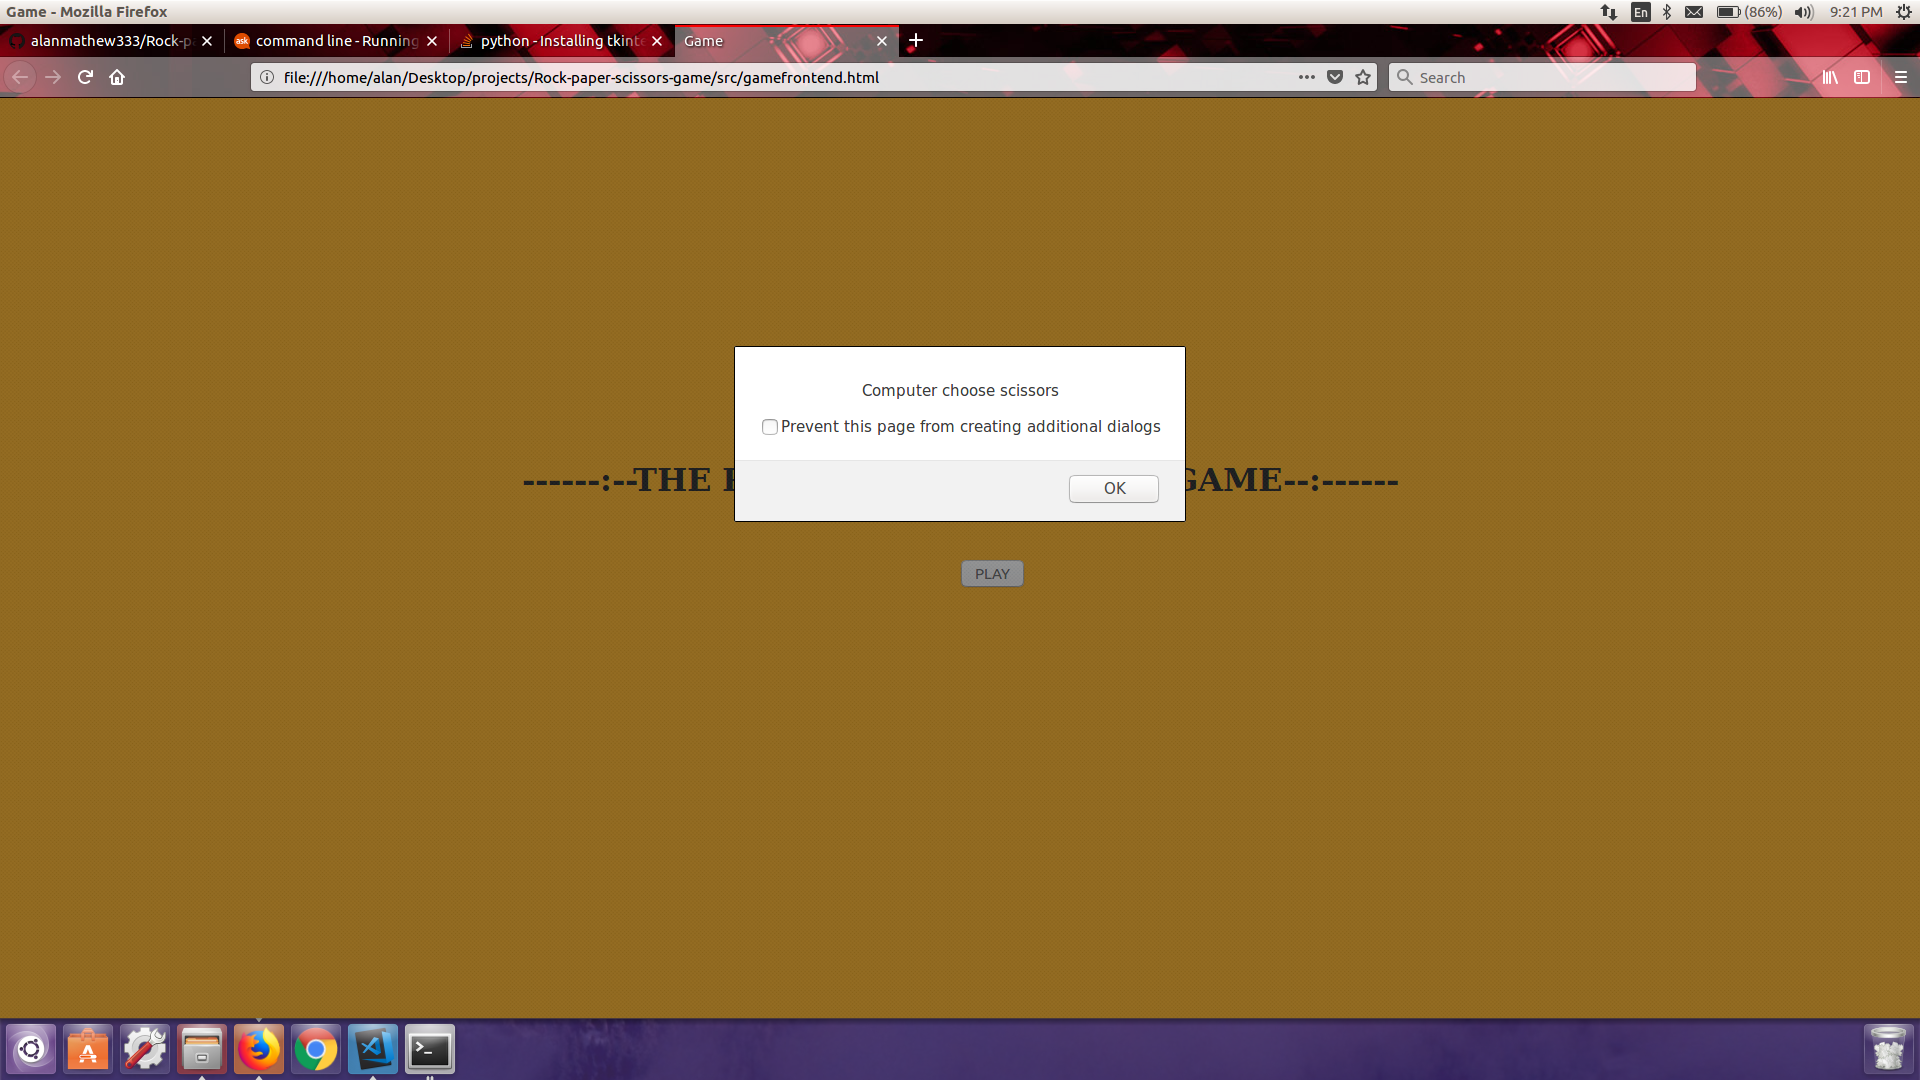 Game - Mozilla Firefox
En
(86%)
9:21 PM
alanmathew333/Rock-p
ask
command line - Running
python - Installing tkint
Game
file:///home/alan/Desktop/projects/Rock-paper-scissors-game/src/gamefrontend.html
Search
Computer choose scissors
Prevent this page from creating additional dialogs
------:--THE
GAME--:------
OK
PLAY